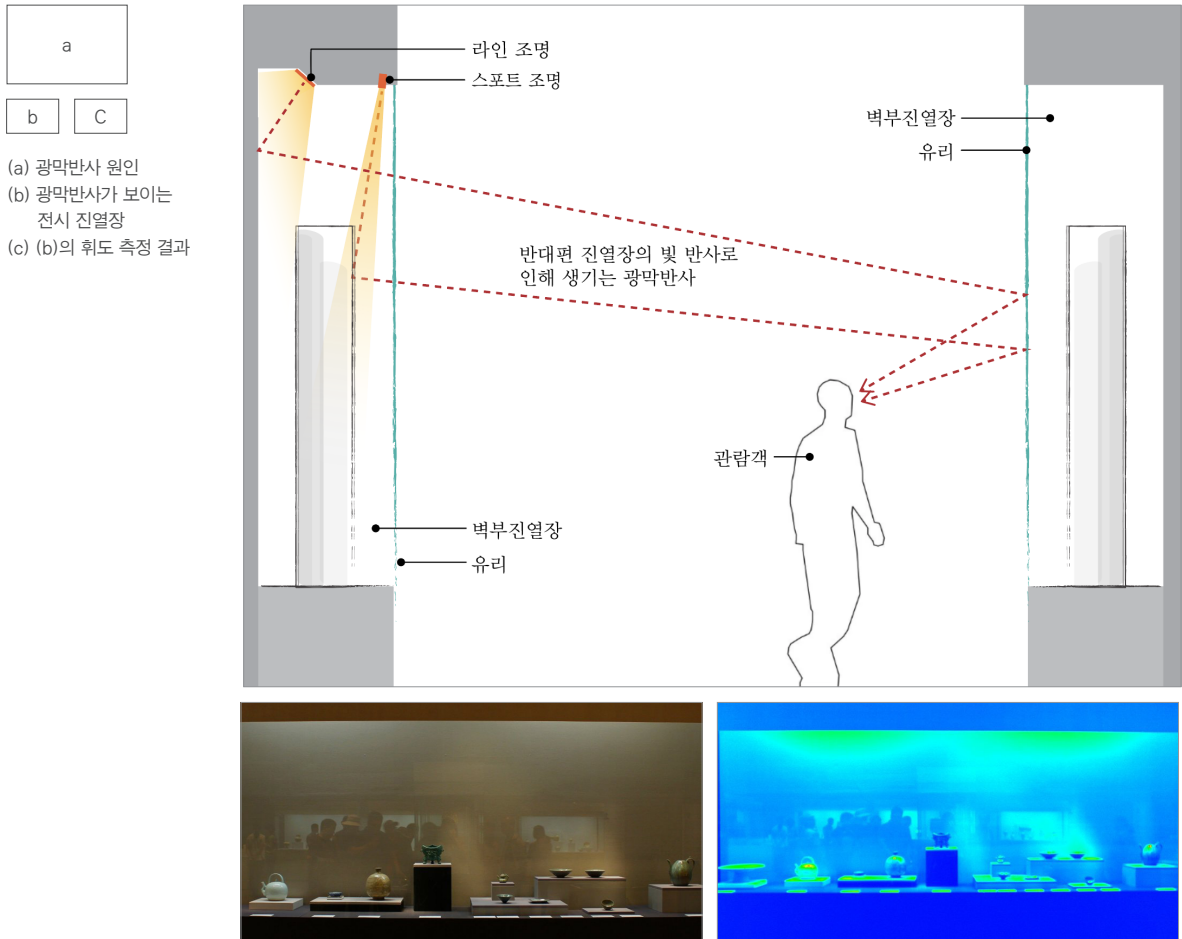 a
b
C
(a) 광막반사 원인
(b) 광막반사가 보이는
전시 진열장
(c) (b)의 휘도 측정 결과
라인 조명
스포트 조명
벽부진열장
유리
반대편 진열장의 빛 반사로
인해 생기는 광막반사
관람객
벽부진열장
유리